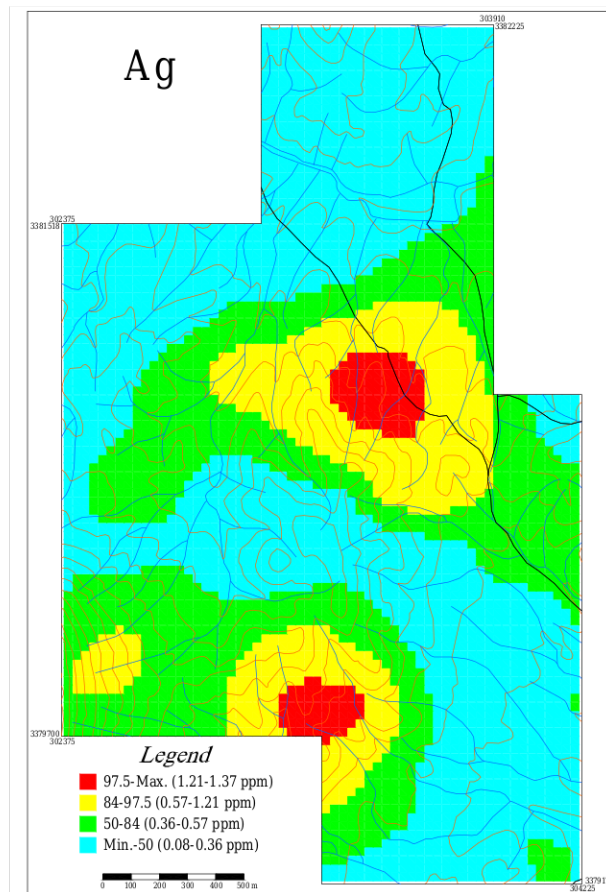 303910
3382225
Ag
302375
3381518
3379700
302375
Legend
97.5-Max. (1.21-1.37 ppm)
84-97.5 (0.57-1.21 ppm)
50-84 (0.36-0.57 ppm)
Min.-50 (0.08-0.36 ppm)
0 100 200 300 400 500 m
304225